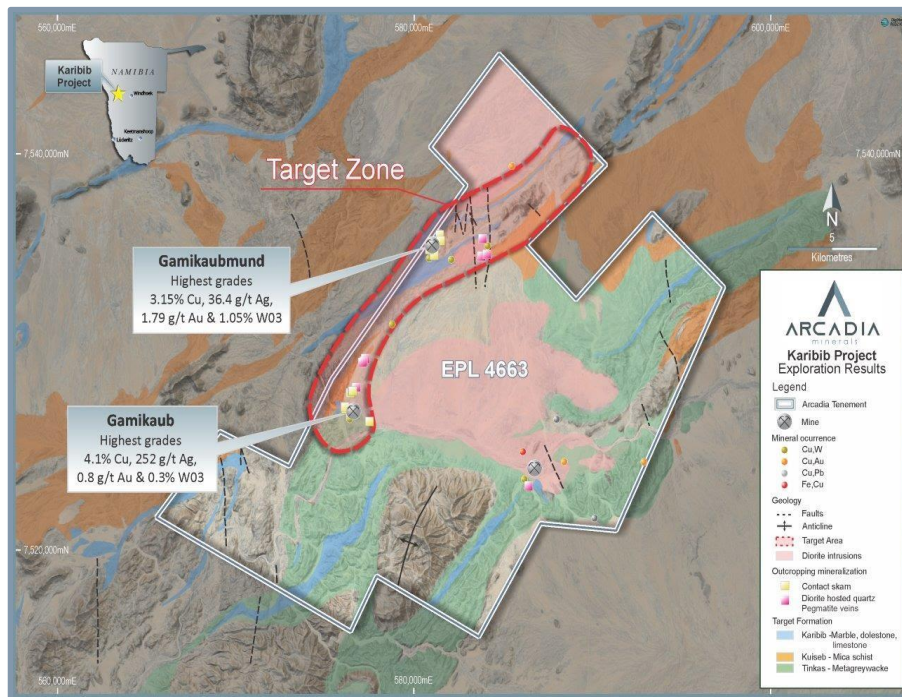 560,000mE
580,000mE
600,000mE
Karibib
Project
NAMIBIA
Windhoek
Keetmanshoop
Lüderitz
7,540,000mN
7,540,000mN
Target Zone
N
5
Kilometres
Gamikaubmund
Highest grades
3.15% Cu, 36.4 g/t Ag,
1.79 g/t Au & 1.05% W03
EPL 4663
Gamikaub
Highest grades
4.1% Cu, 252 g/t Ag,
0.8 g/t Au & 0.3% W03
7,520,000mN
560,000mE
580,000mE
ARCADIA
minerals
Karibib Project
Exploration Results
Legend
Arcadia Tenement
Mine
Mineral ocurrence
Cu,W
Cu,Au
Cu,Pb
Fe,Cu
Geology
Faults
Anticline
Target Area
Diorite intrusions
Outcropping mineralization
Contact skarn
Diorite hosted quartz
Pegmatite veins
Target Formation
Karibib -Marble, dolestone,
limestone
Kuiseb - Mica schist
Tinkas - Metagreywacke